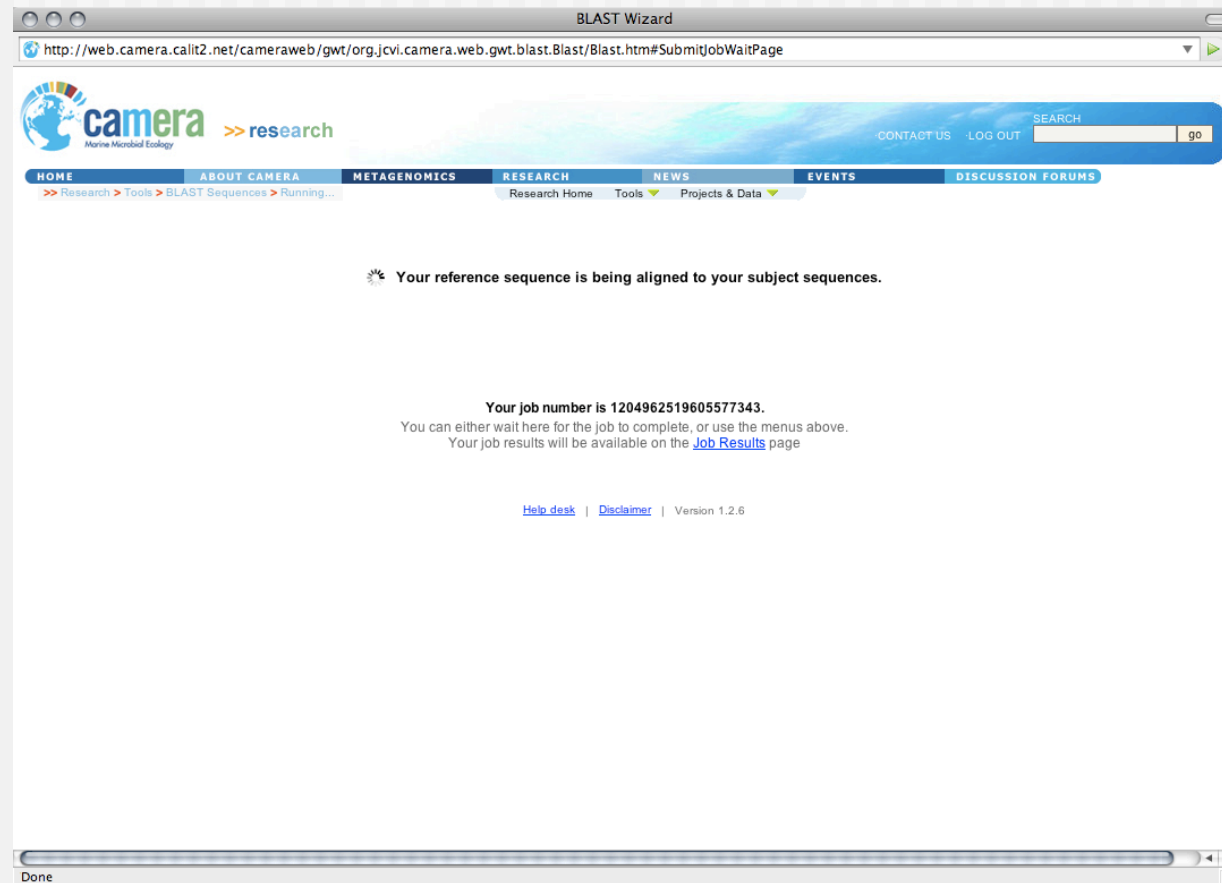 BLAST Wizard
http://web.camera.calit2.net/cameraweb/gwt/org.jcvi.camera.web.gwt.blast.Blast/Blast.htm#SubmitJobWaitPage
camera
Marine Microbial Ecology
>> research
SEARCH
CONTACT US LOG OUT go
HOME ABOUT CAMERA METAGENOMICS RESEARCH NEWS EVENTS DISCUSSION FORUMS
>> Research > Tools > BLAST Sequences > Running... Research Home Tools Projects & Data
Your reference sequence is being aligned to your subject sequences.
Your job number is 1204962519605577343.
You can either wait here for the job to complete, or use the menus above.
Your job results will be available on the Job Results page
Help desk | Disclaimer | Version 1.2.6
Done